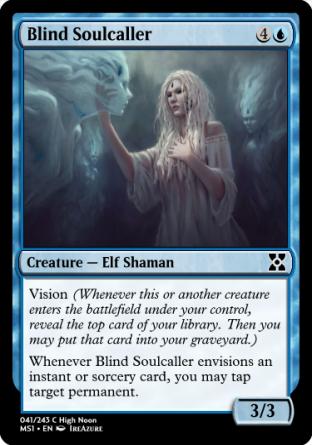 Blind Soulcaller 4
Creature — Elf Shaman
Vision (Whenever this or another creature
enters the battlefield under your control,
reveal the top card of your library. Then you
may put that card into your graveyard.)
Whenever Blind Soulcaller envisions an
instant or sorcery card, you may tap
target permanent.
3/3
041/243 C High Noon
MS1 • EN IREAZURE